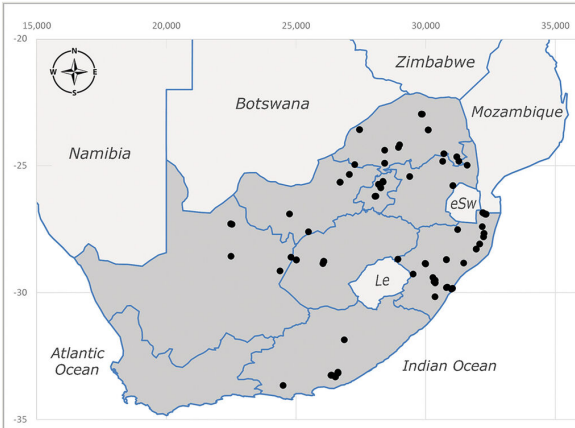 15,000 20,000 25,000 30,000 35,000
-20
N
W E
S
Zimbabwe
Botswana
Mozambique
Namibia
-25
eSw
Le
-30
Atlantic
Ocean
Indian Ocean
-35